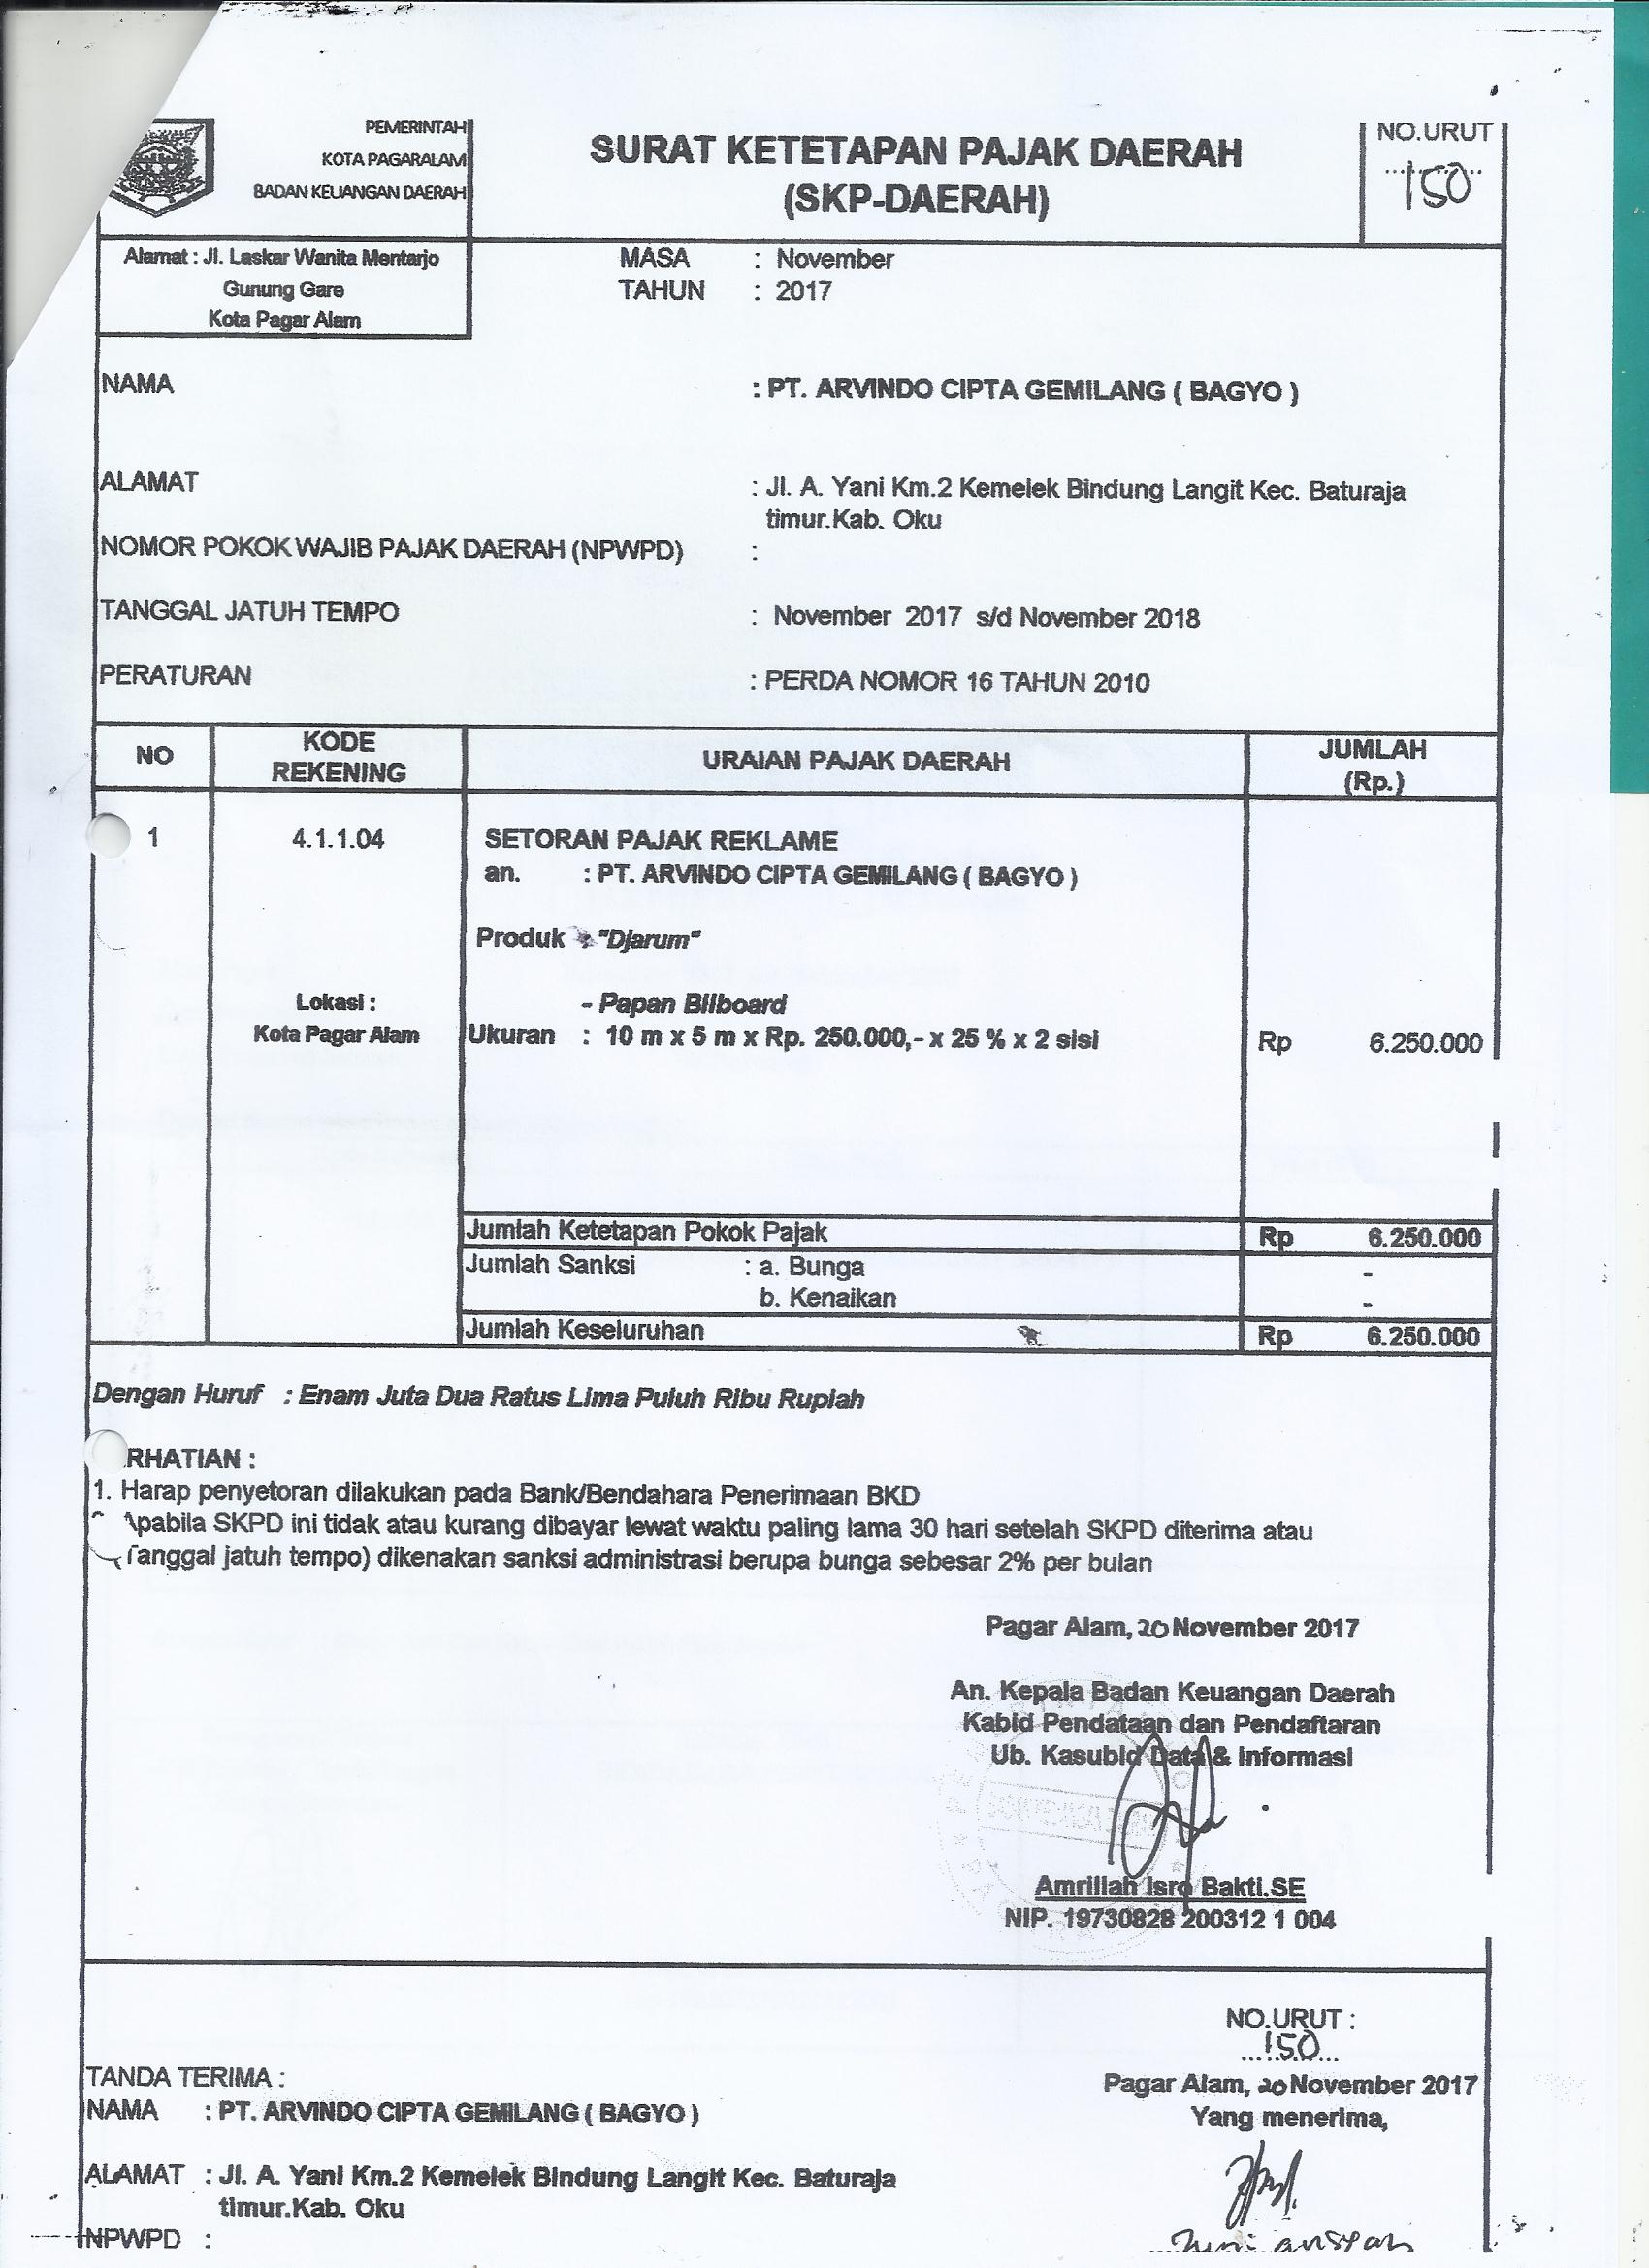 PEMERINTAH
KOTA PAGARALAM
BADAN KEUANGAN DAERAH
SURAT KETETAPAN PAJAK DAERAH
(SKP-DAERAH)
NO.URUT
150
Alamat : Jl. Laskar Wanita Mentarjo
Gunung Gare
Kota Pagar Alam
MASA : November
TAHUN : 2017
NAMA : PT. ARVINDO CIPTA GEMILANG ( BAGYO )
ALAMAT : Jl. A. Yani Km.2 Kemelek Bindung Langit Kec. Baturaja
timur.Kab. Oku
NOMOR POKOK WAJIB PAJAK DAERAH (NPWPD) :
TANGGAL JATUH TEMPO : November 2017 s/d November 2018
PERATURAN : PERDA NOMOR 16 TAHUN 2010
NO KODE REKENING URAIAN PAJAK DAERAH JUMLAH (Rp.)
1 4.1.1.04 SETORAN PAJAK REKLAME
an. : PT. ARVINDO CIPTA GEMILANG ( BAGYO )
Produk : "Djarum"
Lokasi : - Papan Bilboard
Kota Pagar Alam Ukuran : 10 m x 5 m x Rp. 250.000,- x 25 % x 2 sisi Rp 6.250.000
Jumlah Ketetapan Pokok Pajak Rp 6.250.000
Jumlah Sanksi : a. Bunga -
b. Kenaikan -
Jumlah Keseluruhan Rp 6.250.000
Dengan Huruf : Enam Juta Dua Ratus Lima Puluh Ribu Rupiah
RHATIAN :
1. Harap penyetoran dilakukan pada Bank/Bendahara Penerimaan BKD
Apabila SKPD ini tidak atau kurang dibayar lewat waktu paling lama 30 hari setelah SKPD diterima atau
(Tanggal jatuh tempo) dikenakan sanksi administrasi berupa bunga sebesar 2% per bulan
Pagar Alam, 20 November 2017
An. Kepala Badan Keuangan Daerah
Kabid Pendataan dan Pendaftaran
Ub. Kasubid Data & Informasi
Amrillah Isro Bakti.SE
NIP. 19730828 200312 1 004
NO.URUT :
150
TANDA TERIMA :
Pagar Alam, 20 November 2017
NAMA : PT. ARVINDO CIPTA GEMILANG ( BAGYO )
Yang menerima,
ALAMAT : Jl. A. Yani Km.2 Kemelek Bindung Langit Kec. Baturaja
timur.Kab. Oku
NPWPD :